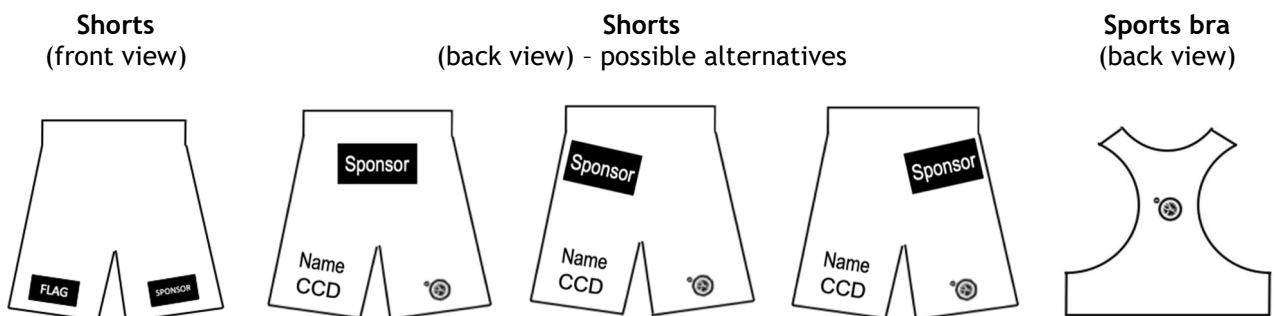 Shorts
(front view)
Shorts
(back view) – possible alternatives
Sports bra
(back view)
FLAG
SPONSOR
Sponsor
Name
CCD
Sponsor
Name
CCD
Sponsor
Name
CCD